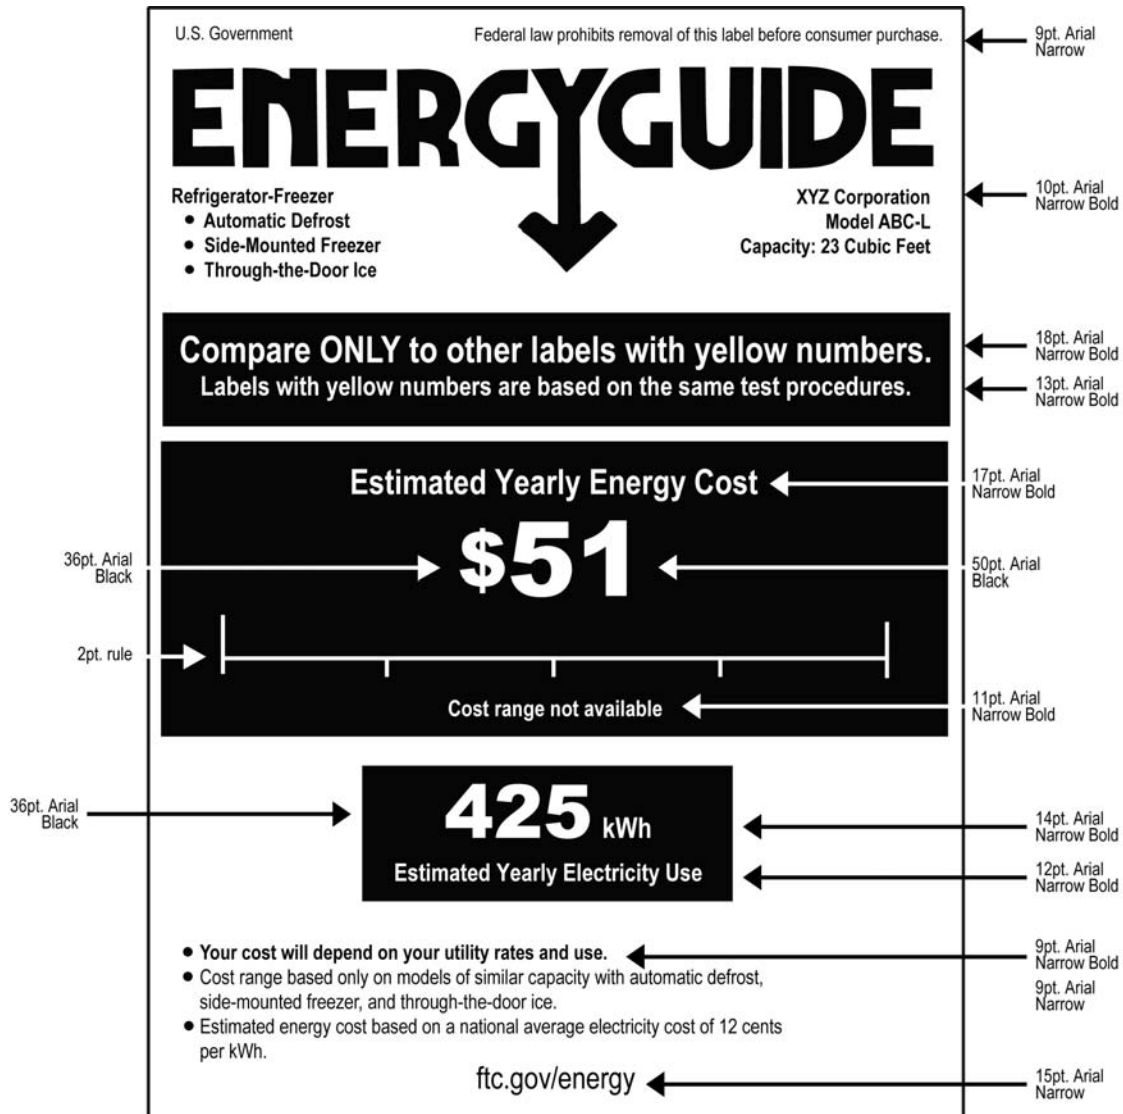 U.S. Government Federal law prohibits removal of this label before consumer purchase.
9pt. Arial
Narrow
ENERGYGUIDE
Refrigerator-Freezer
• Automatic Defrost
• Side-Mounted Freezer
• Through-the-Door Ice
XYZ Corporation
Model ABC-L
Capacity: 23 Cubic Feet
10pt. Arial
Narrow Bold
Compare ONLY to other labels with yellow numbers.
18pt. Arial
Narrow Bold
Labels with yellow numbers are based on the same test procedures.
13pt. Arial
Narrow Bold
Estimated Yearly Energy Cost
17pt. Arial
Narrow Bold
36pt. Arial
Black
$51
50pt. Arial
Black
2pt. rule
Cost range not available
11pt. Arial
Narrow Bold
36pt. Arial
Black
425 kWh
14pt. Arial
Narrow Bold
Estimated Yearly Electricity Use
12pt. Arial
Narrow Bold
• Your cost will depend on your utility rates and use.
9pt. Arial
Narrow Bold
• Cost range based only on models of similar capacity with automatic defrost,
side-mounted freezer, and through-the-door ice.
9pt. Arial
Narrow
• Estimated energy cost based on a national average electricity cost of 12 cents
per kWh.
ftc.gov/energy
15pt. Arial
Narrow